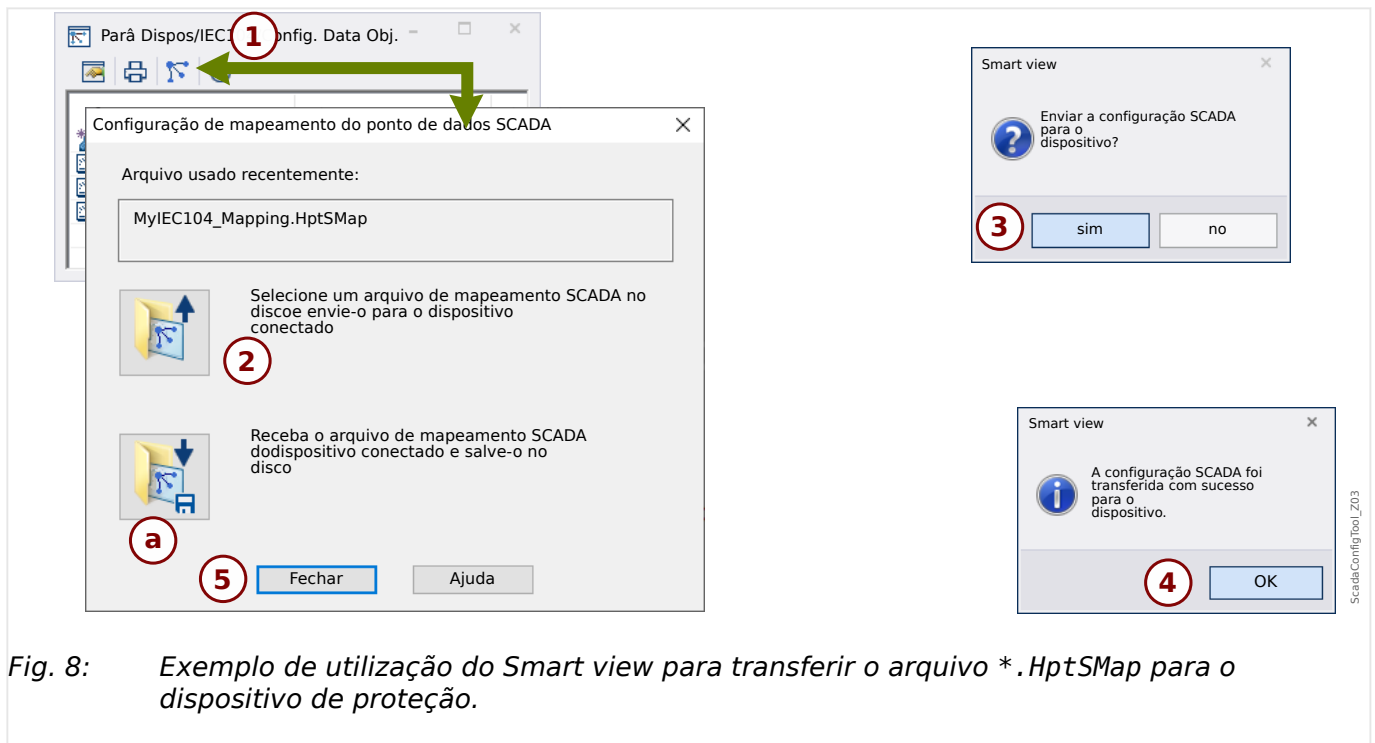 Parâ Dispos/IEC1 1 onfig. Data Obj.
Configuração de mapeamento do ponto de dados SCADA
Arquivo usado recentemente:
MyIEC104_Mapping.HptSMap
Selecione um arquivo de mapeamento SCADA no
discoe envie-o para o dispositivo
conectado
2
Receba o arquivo de mapeamento SCADA
dodispositivo conectado e salve-o no
disco
a
5 Fechar Ajuda
Smart view
Enviar a configuração SCADA
para o
dispositivo?
3 sim no
Smart view
A configuração SCADA foi
transferida com sucesso
para o
dispositivo.
4 OK
ScadaConfigTool_Z03
Fig. 8: Exemplo de utilização do Smart view para transferir o arquivo *.HptSMap para o
dispositivo de proteção.